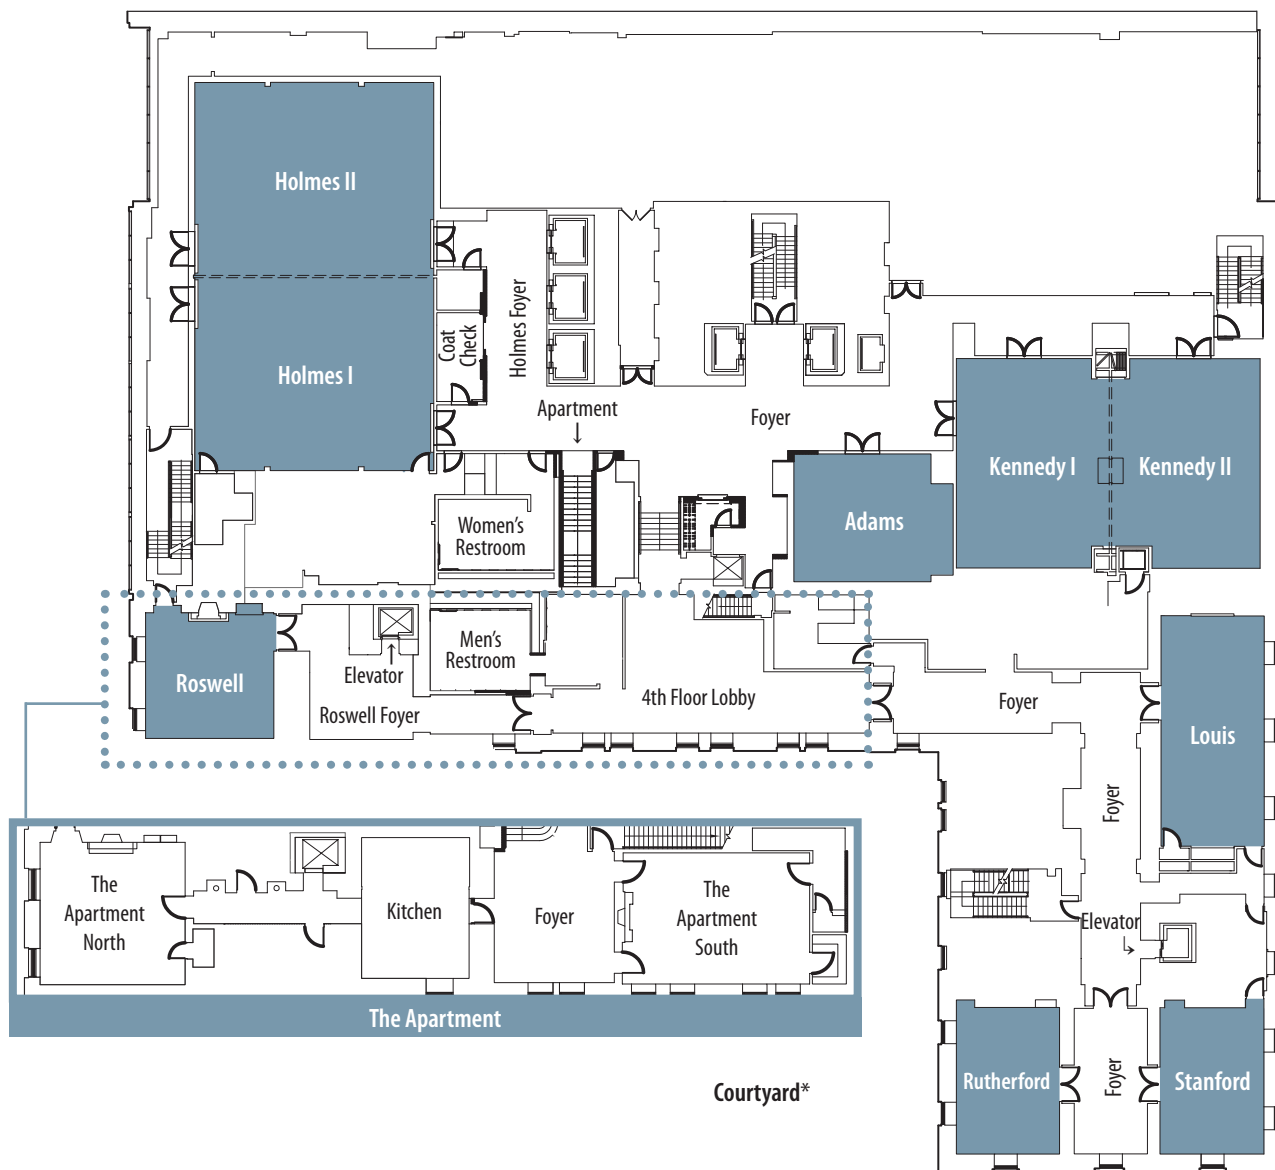 Holmes II
Holmes I
Coat
Check
Holmes Foyer
Apartment
Foyer
Kennedy I
Kennedy II
Adams
Women's
Restroom
Men's
Restroom
Elevator
Roswell
Roswell Foyer
4th Floor Lobby
Foyer
Louis
Foyer
The
Apartment
North
Kitchen
Foyer
The
Apartment
South
Elevator
The Apartment
Courtyard*
Rutherford
Foyer
Stanford